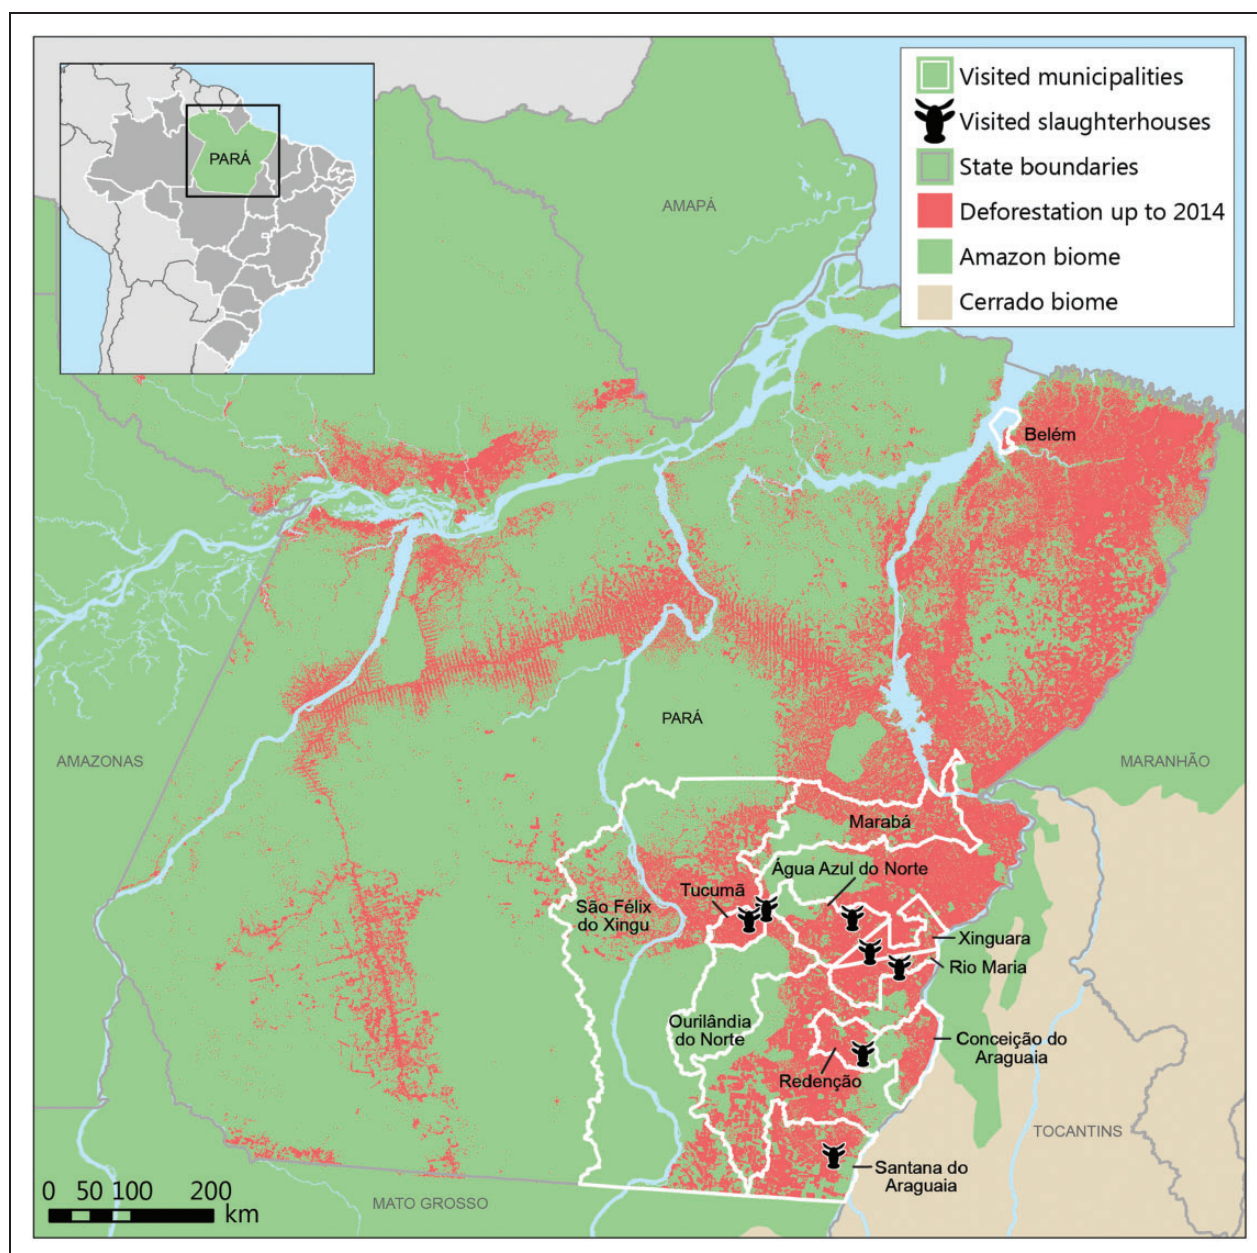 PARÁ
Visited municipalities
Visited slaughterhouses
State boundaries
Deforestation up to 2014
Amazon biome
Cerrado biome
AMAPÁ
Belém
PARÁ
AMAZONAS
MARANHÃO
Marabá
Água Azul do Norte
Tucumã
São Félix
do Xingu
Xinguara
Rio Maria
Ourilândia
do Norte
Conceição do
Araguaia
Redenção
TOCANTINS
Santana do
Araguaia
MATO GROSSO
0 50 100 200
km